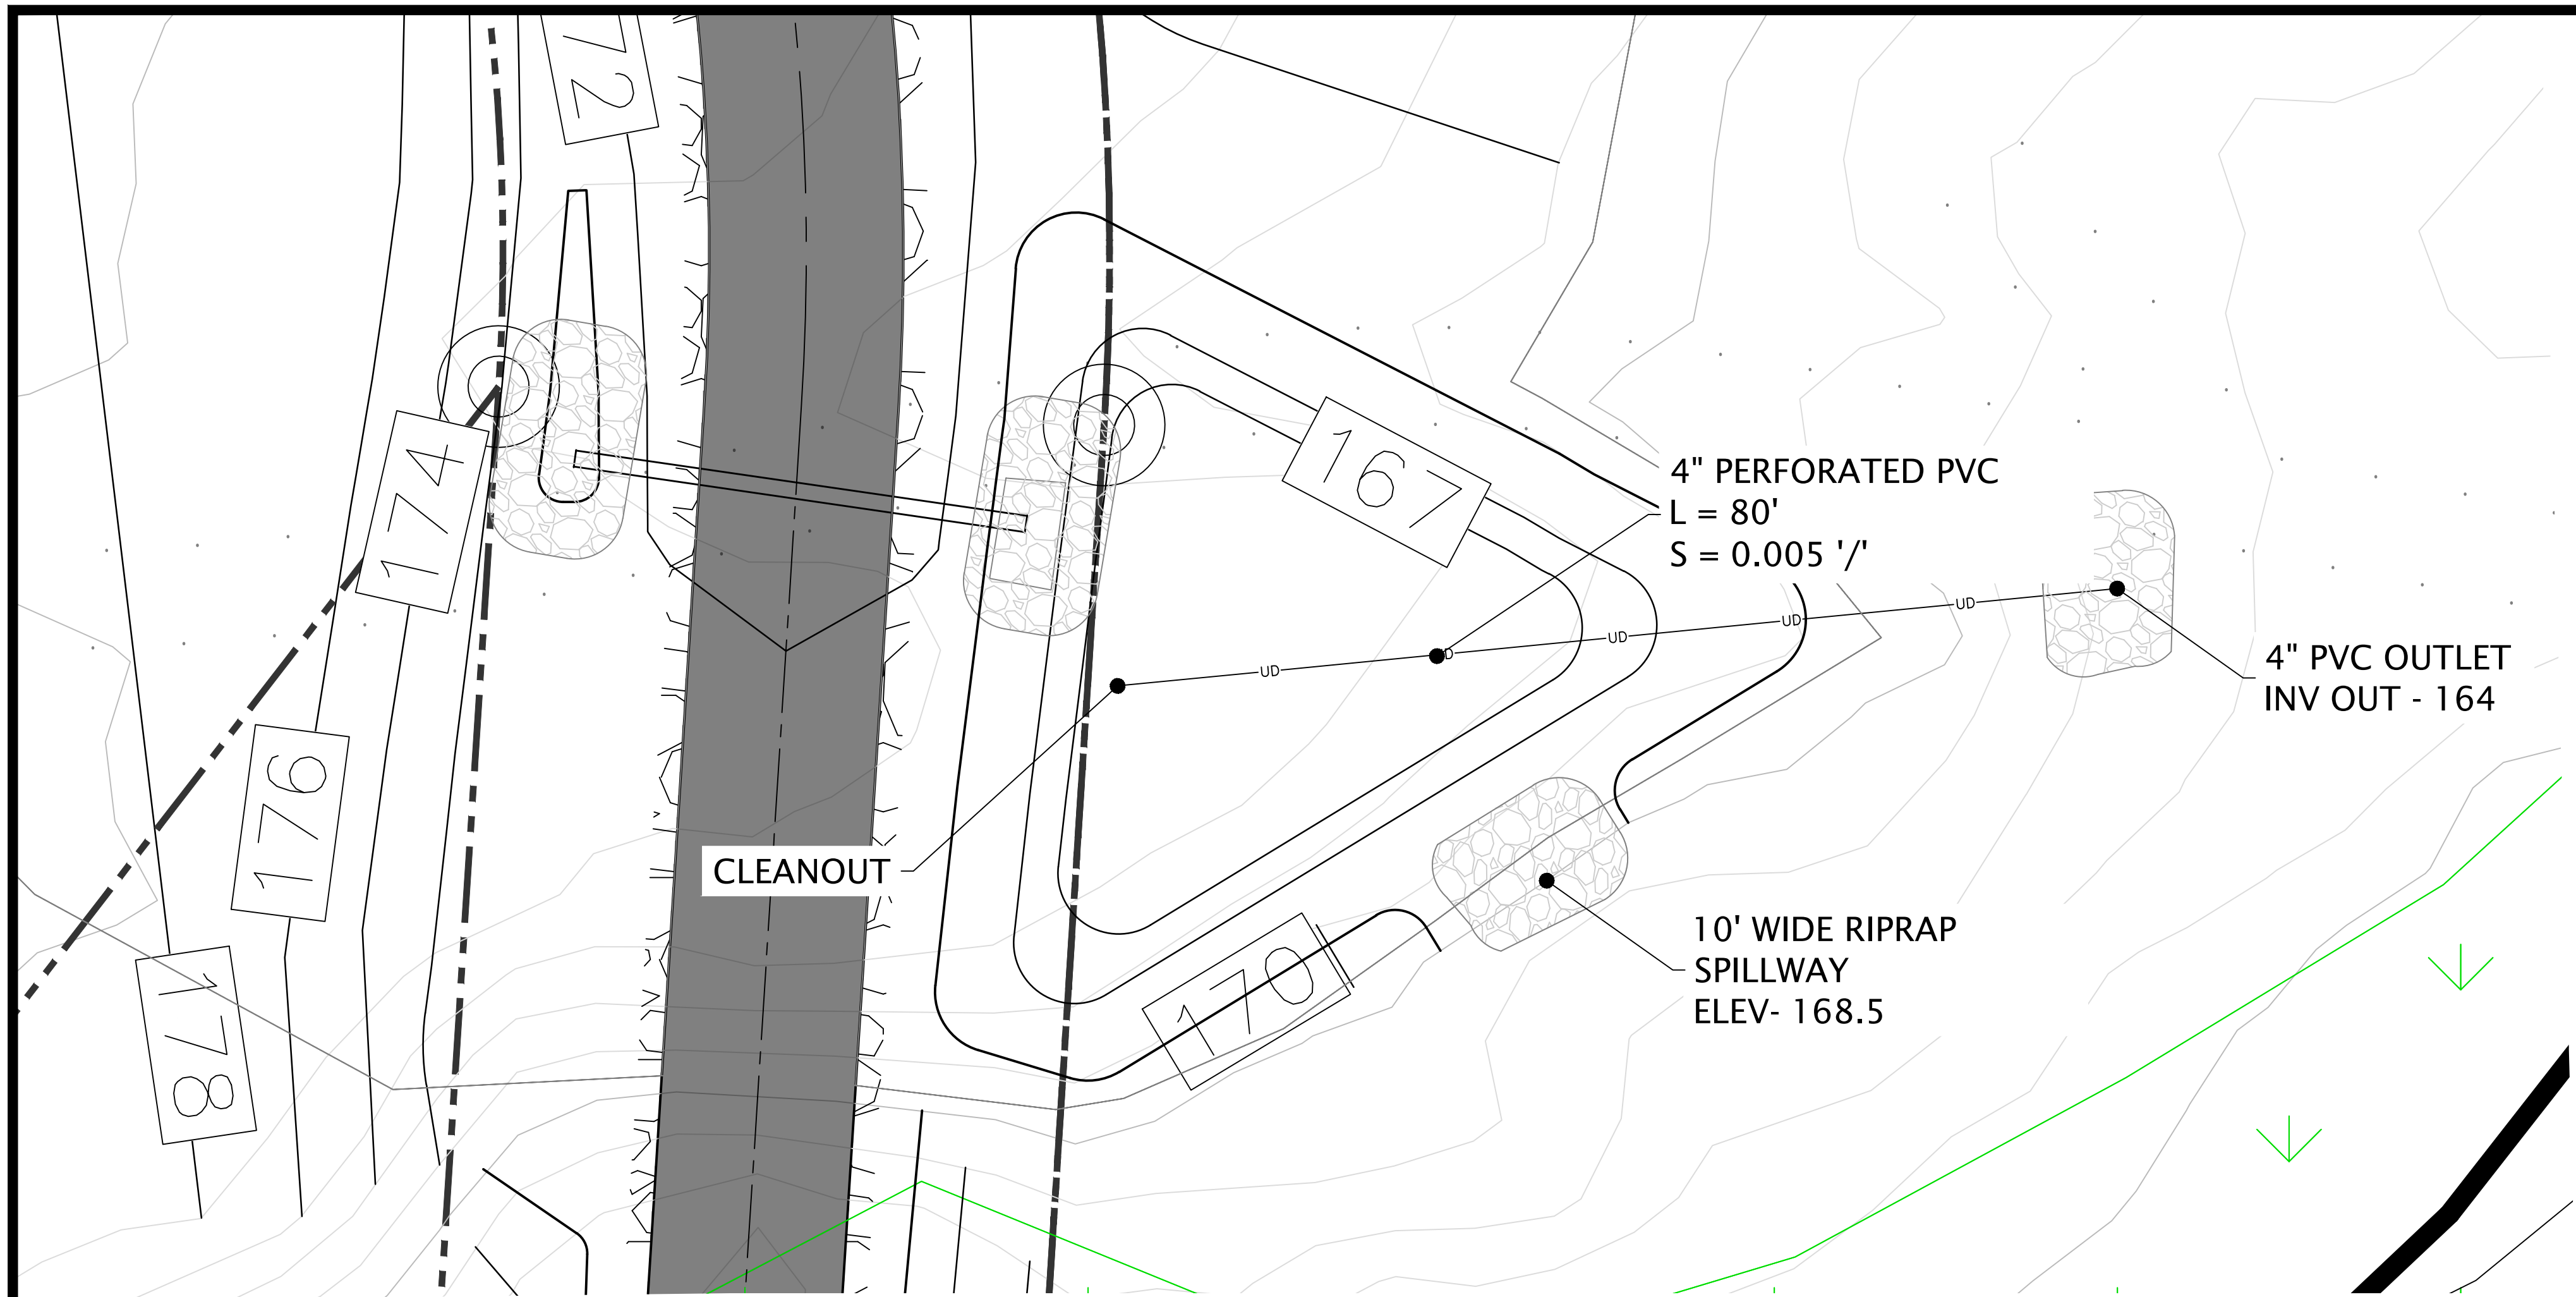 72
174
167
4" PERFORATED PVC
L = 80'
S = 0.005 '/'
UD
UD
UD
UD
D
4" PVC OUTLET
INV OUT - 164
176
CLEANOUT
10' WIDE RIPRAP
SPILLWAY
ELEV- 168.5
170
178